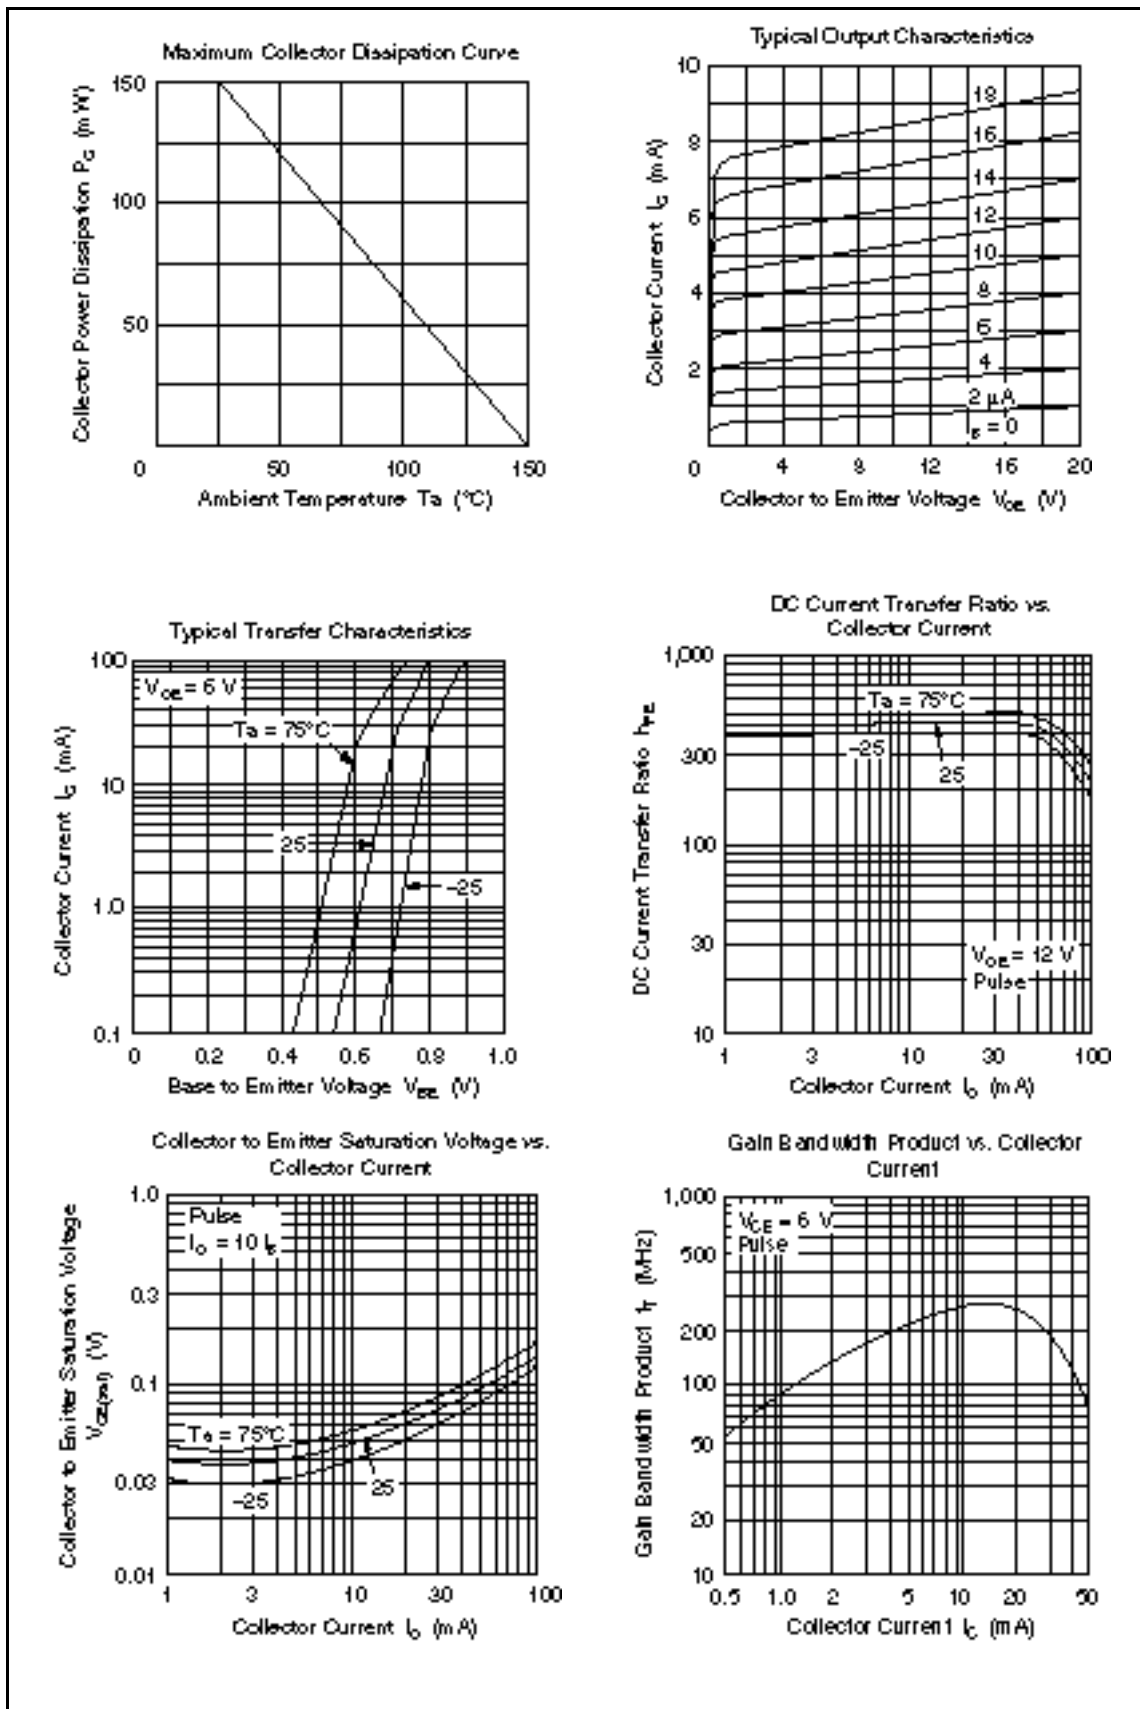 Maximum Collector Dissipation Curve
Collector Power Dissipation P_C (mW)
150
100
50
0
50
100
150
Ambient Temperature Ta (°C)
Typical Output Characteristics
Collector Current I_C (mA)
10
8
6
4
2
18
16
14
12
10
8
6
4
2 µA
I_B = 0
0
4
8
12
16
20
Collector to Emitter Voltage V_CE (V)
Typical Transfer Characteristics
Collector Current I_C (mA)
100
10
1.0
0.1
V_CE = 6 V
Ta = 75°C
25
–25
0
0.2
0.4
0.6
0.8
1.0
Base to Emitter Voltage V_BE (V)
DC Current Transfer Ratio vs.
Collector Current
DC Current Transfer Ratio h_FE
1,000
300
100
30
10
Ta = 75°C
–25
25
V_CE = 12 V
Pulse
1
3
10
30
100
Collector Current I_C (mA)
Collector to Emitter Saturation Voltage vs.
Collector Current
Collector to Emitter Saturation Voltage
V_CE(sat) (V)
1.0
0.3
0.1
0.03
0.01
Pulse
I_C = 10 I_B
Ta = 75°C
25
–25
1
3
10
30
100
Collector Current I_C (mA)
Gain Bandwidth Product vs. Collector
Current
Gain Bandwidth Product f_T (MHz)
1,000
500
200
100
50
20
10
V_CE = 6 V
Pulse
0.5
1.0
2
5
10
20
50
Collector Current I_C (mA)